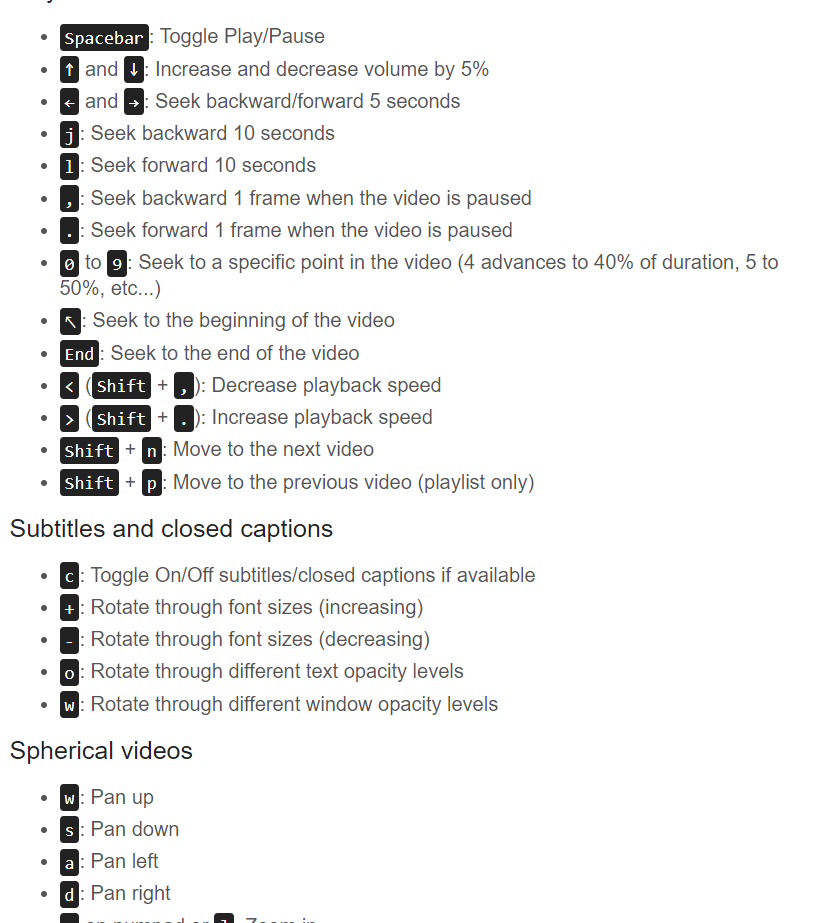 Spacebar: Toggle Play/Pause
↑ and ↓: Increase and decrease volume by 5%
← and →: Seek backward/forward 5 seconds
j: Seek backward 10 seconds
l: Seek forward 10 seconds
,: Seek backward 1 frame when the video is paused
.: Seek forward 1 frame when the video is paused
0 to 9: Seek to a specific point in the video (4 advances to 40% of duration, 5 to
50%, etc...)
↖: Seek to the beginning of the video
End: Seek to the end of the video
< (Shift + ,): Decrease playback speed
> (Shift + .): Increase playback speed
Shift + n: Move to the next video
Shift + p: Move to the previous video (playlist only)
Subtitles and closed captions
c: Toggle On/Off subtitles/closed captions if available
+: Rotate through font sizes (increasing)
-: Rotate through font sizes (decreasing)
o: Rotate through different text opacity levels
w: Rotate through different window opacity levels
Spherical videos
w: Pan up
s: Pan down
a: Pan left
d: Pan right
on numpad or ]: Zoom in